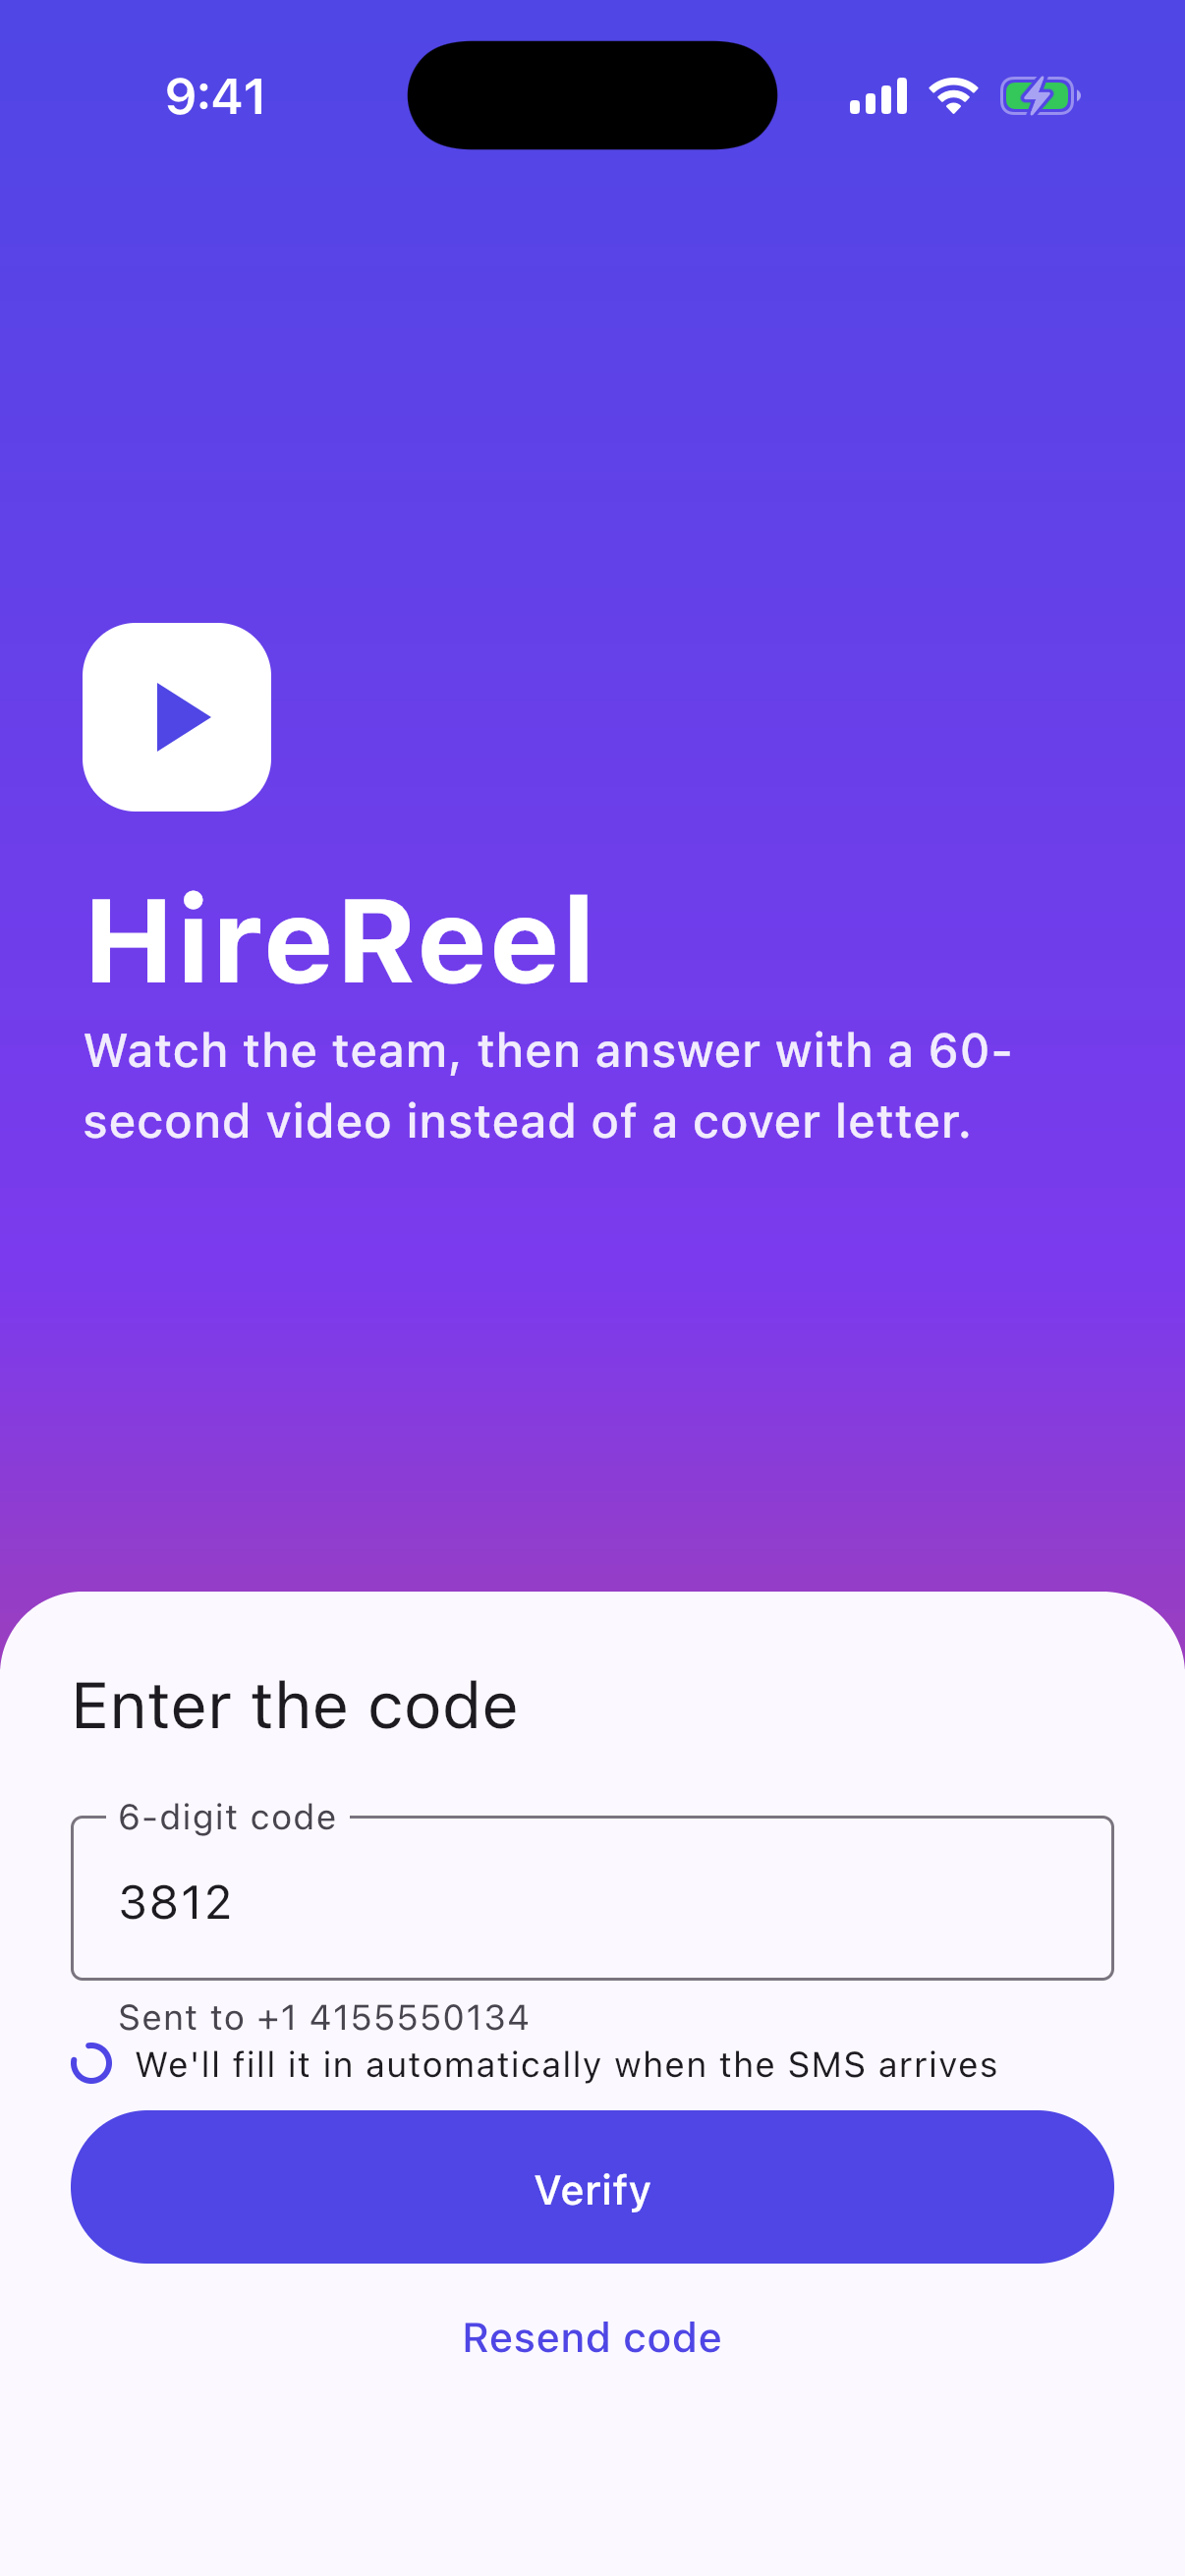 9:41
HireReel
Watch the team, then answer with a 60-
second video instead of a cover letter.
Enter the code
6-digit code
3812
Sent to +1 4155550134
We'll fill it in automatically when the SMS arrives
Verify
Resend code